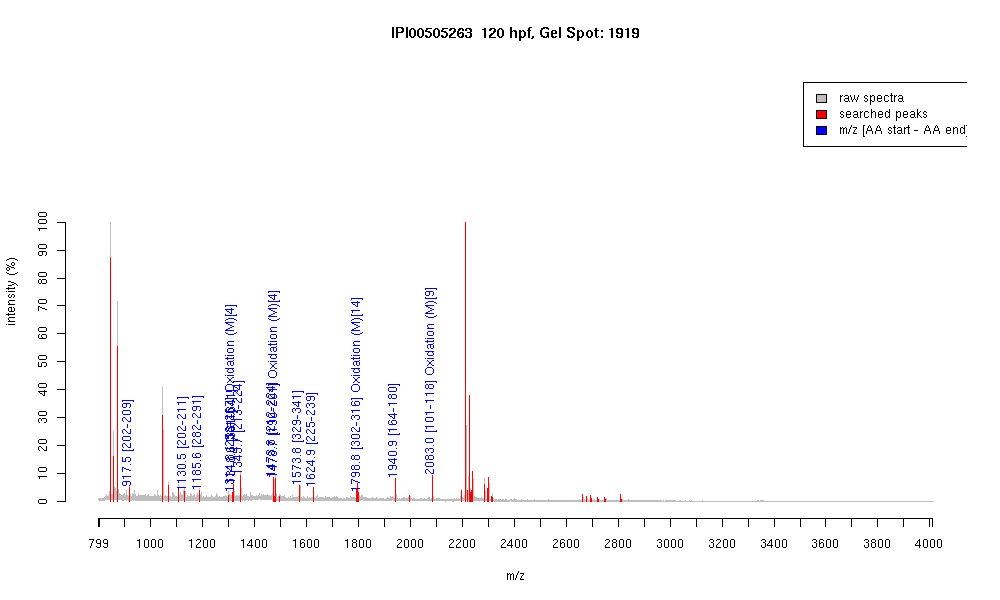 IPI00505263 120 hpf, Gel Spot: 1919
raw spectra
searched peaks
m/z [AA start - AA end]
intensity (%)
100
90
80
70
60
50
40
30
20
10
0
917.5 [202-209]
1130.5 [202-211]
1185.6 [282-291]
Oxidation (M)[4]
[213-224]
Oxidation (M)[4]
1573.8 [329-341]
1624.9 [225-239]
1798.8 [302-316] Oxidation (M)[14]
1940.9 [164-180]
2083.0 [101-118] Oxidation (M)[9]
799 1000 1200 1400 1600 1800 2000 2200 2400 2600 2800 3000 3200 3400 3600 3800 4000
m/z